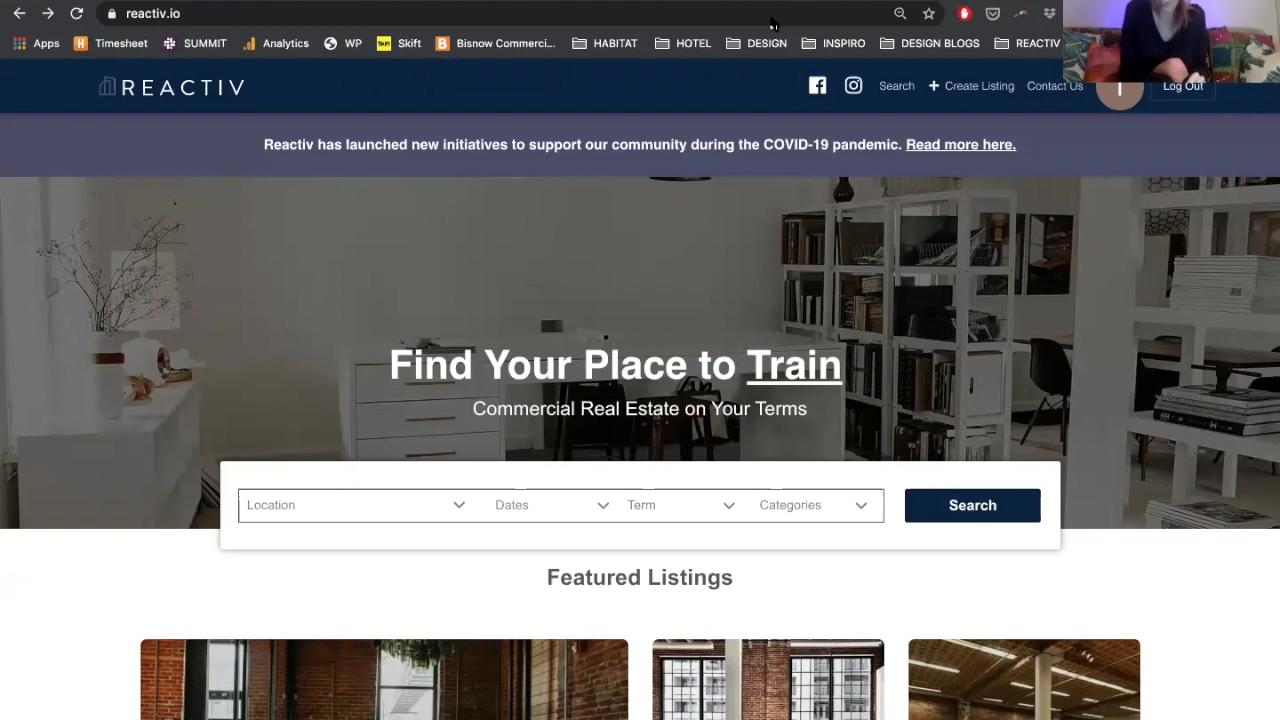 reactiv.io
Apps Timesheet SUMMIT Analytics WP Skift Bisnow Commerci... HABITAT HOTEL DESIGN INSPIRO DESIGN BLOGS REACTIV
REACTIV Search + Create Listing Contact Us Log Out
Reactiv has launched new initiatives to support our community during the COVID-19 pandemic. Read more here.
Find Your Place to Train
Commercial Real Estate on Your Terms
Location Dates Term Categories Search
Featured Listings